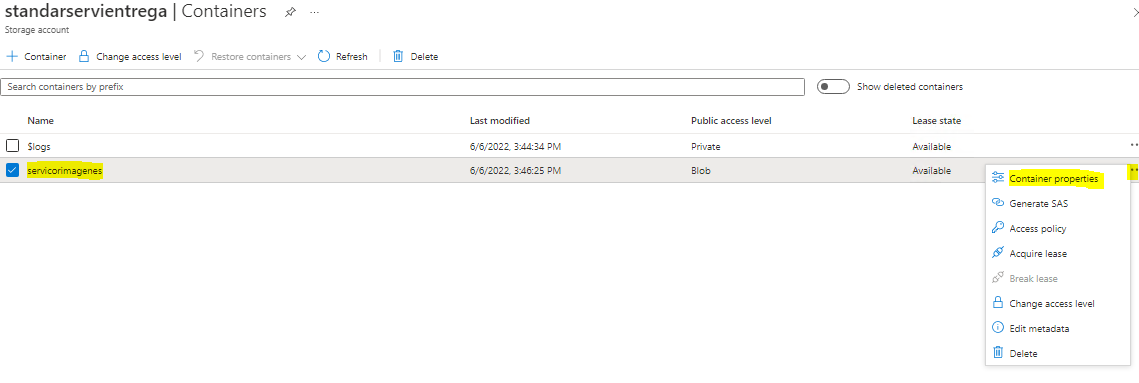 standarservientrega | Containers
Storage account
Container Change access level Restore containers Refresh Delete
Search containers by prefix Show deleted containers
Name Last modified Public access level Lease state
$logs 6/6/2022, 3:44:34 PM Private Available
servicorimagenes 6/6/2022, 3:46:25 PM Blob Available
Container properties
Generate SAS
Access policy
Acquire lease
Break lease
Change access level
Edit metadata
Delete